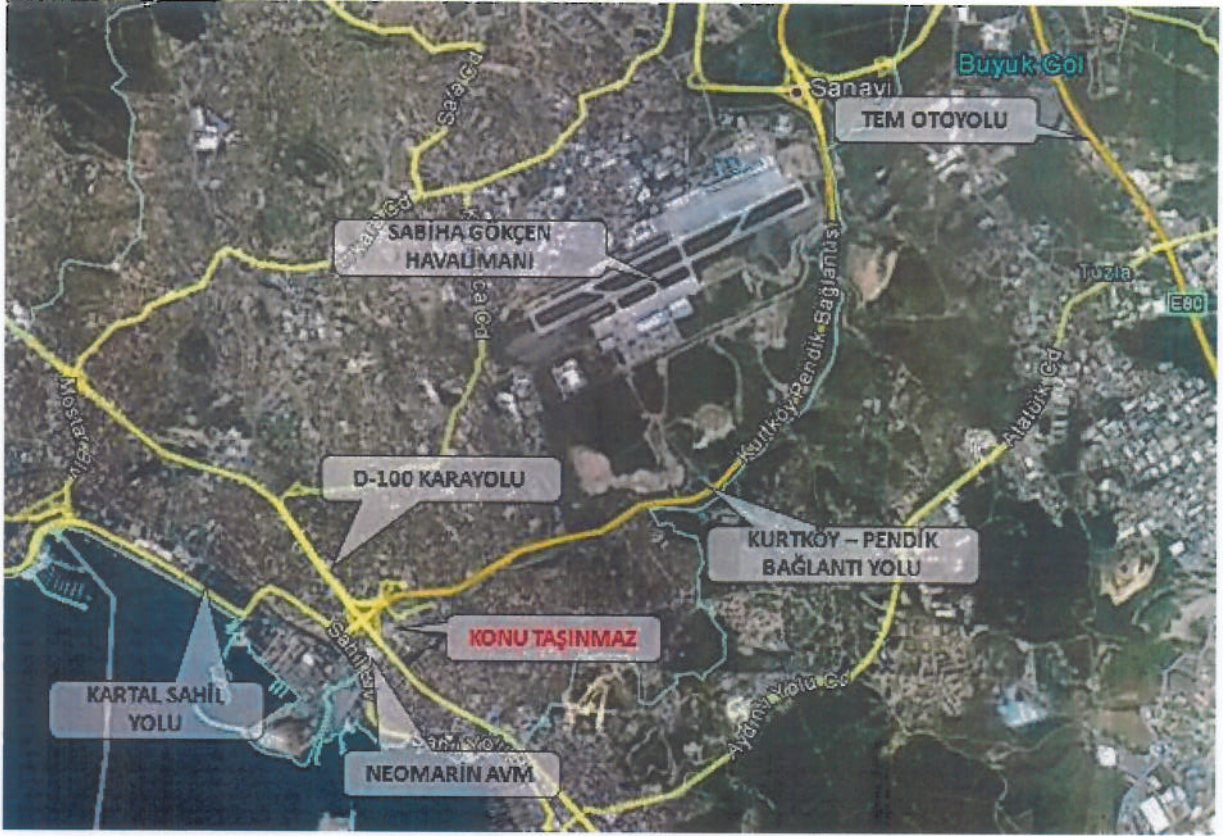 Büyük Göl
Sanayi
TEM OTOYOLU
SABİHA GÖKÇEN
HAVALİMANI
Tuzla
E80
Kurtköy Pendik Bağlantısı
Atatürk Cd
D-100 KARAYOLU
KURTKÖY – PENDİK
BAĞLANTI YOLU
KONU TAŞINMAZ
KARTAL SAHİL
YOLU
Aydınlı Yolu Cd
NEOMARİN AVM